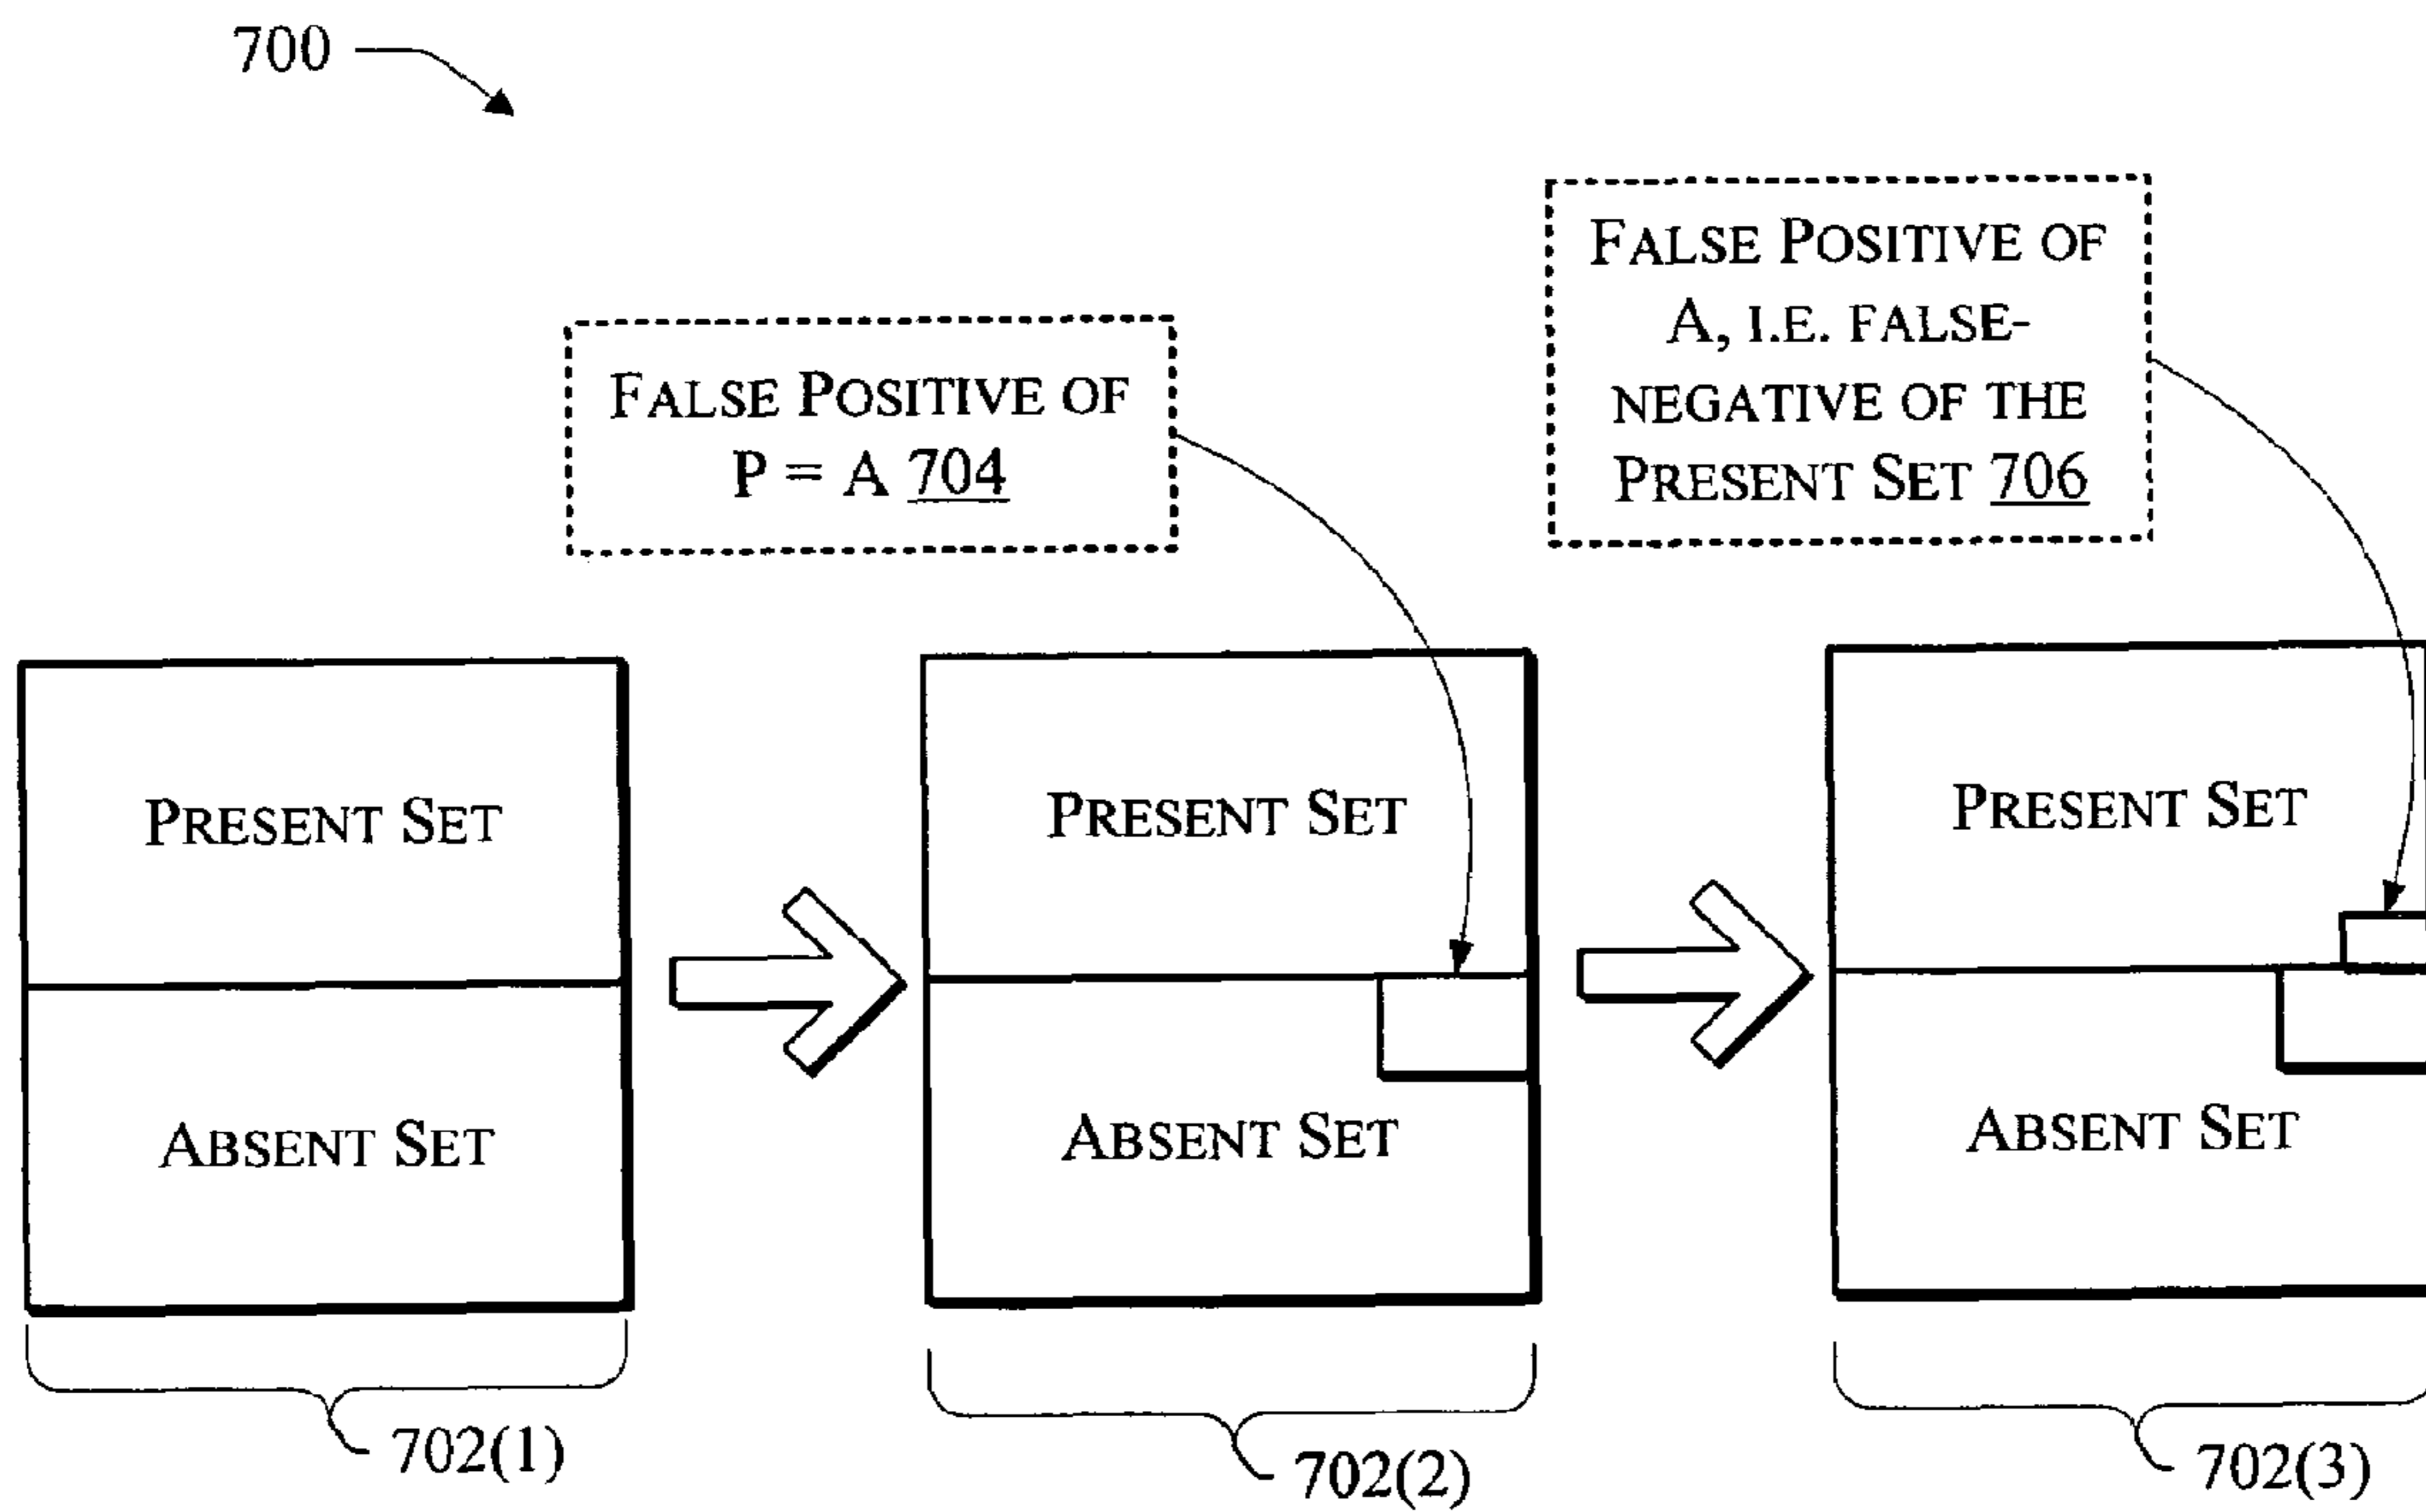 700
FALSE POSITIVE OF
A, I.E. FALSE-
NEGATIVE OF THE
PRESENT SET 706
FALSE POSITIVE OF
P = A 704
PRESENT SET
ABSENT SET
702(1)
PRESENT SET
ABSENT SET
702(2)
PRESENT SET
ABSENT SET
702(3)